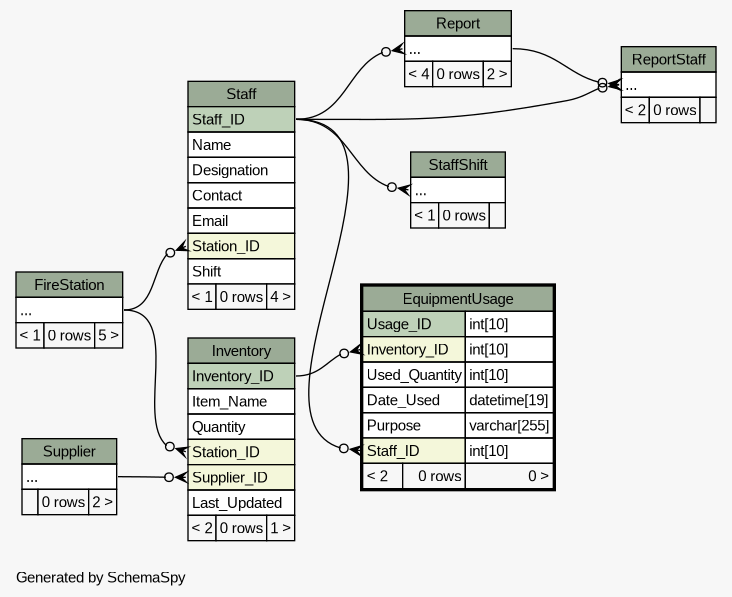 Report
...
< 4 0 rows 2 >
ReportStaff
...
< 2 0 rows
Staff
Staff_ID
Name
Designation
Contact
Email
Station_ID
Shift
< 1 0 rows 4 >
StaffShift
...
< 1 0 rows
FireStation
...
< 1 0 rows 5 >
EquipmentUsage
Usage_ID int[10]
Inventory_ID int[10]
Used_Quantity int[10]
Date_Used datetime[19]
Purpose varchar[255]
Staff_ID int[10]
< 2 0 rows 0 >
Inventory
Inventory_ID
Item_Name
Quantity
Station_ID
Supplier_ID
Last_Updated
< 2 0 rows 1 >
Supplier
...
0 rows 2 >
Generated by SchemaSpy